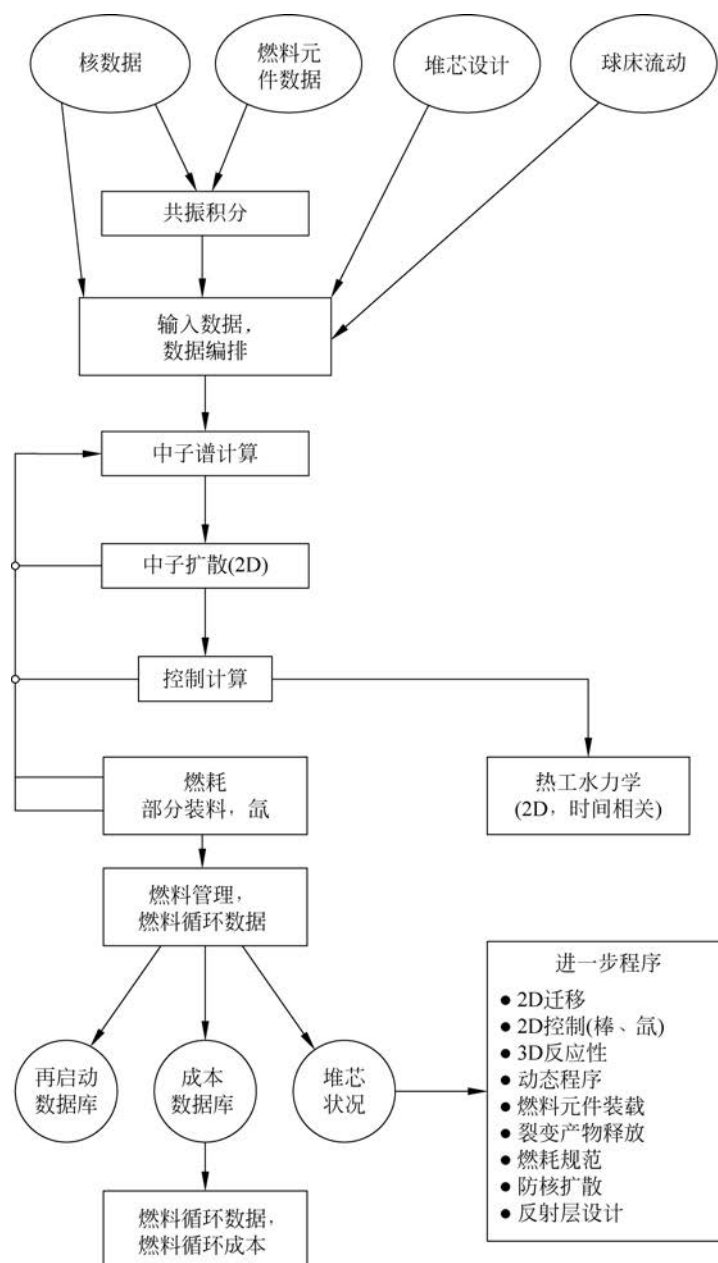 核数据
燃料元
件数据
堆芯设计
球床流动
共振积分
输入数据，
数据编排
中子谱计算
中子扩散(2D)
控制计算
燃耗
部分装料，氙
热工水力学
(2D，时间相关)
燃料管理，
燃料循环数据
再启动
数据库
成本
数据库
堆芯
状况
进一步程序
● 2D迁移
● 2D控制(棒、氙)
● 3D反应性
● 动态程序
● 燃料元件装载
● 裂变产物释放
● 燃耗规范
● 防核扩散
● 反射层设计
燃料循环数据，
燃料循环成本